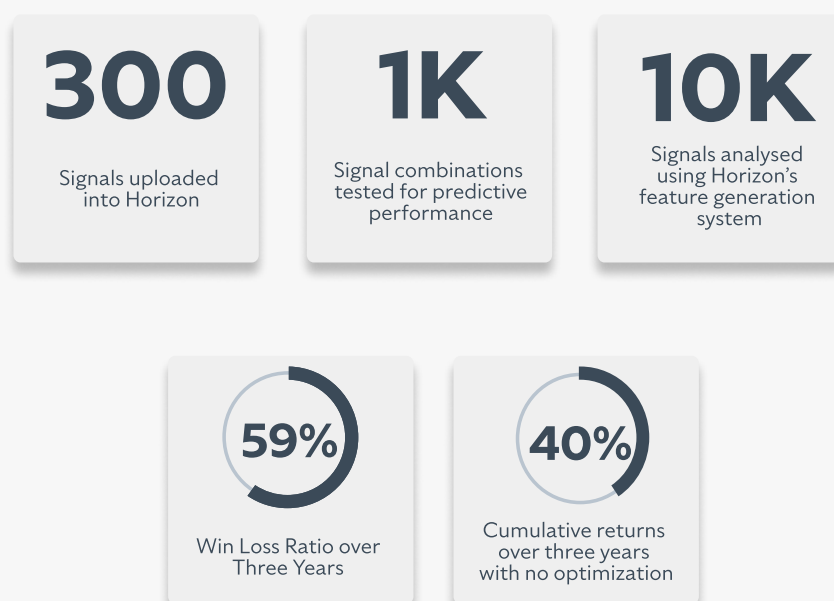 300
Signals uploaded
into Horizon
1K
Signal combinations
tested for predictive
performance
10K
Signals analysed
using Horizon’s
feature generation
system
59%
Win Loss Ratio over
Three Years
40%
Cumulative returns
over three years
with no optimization